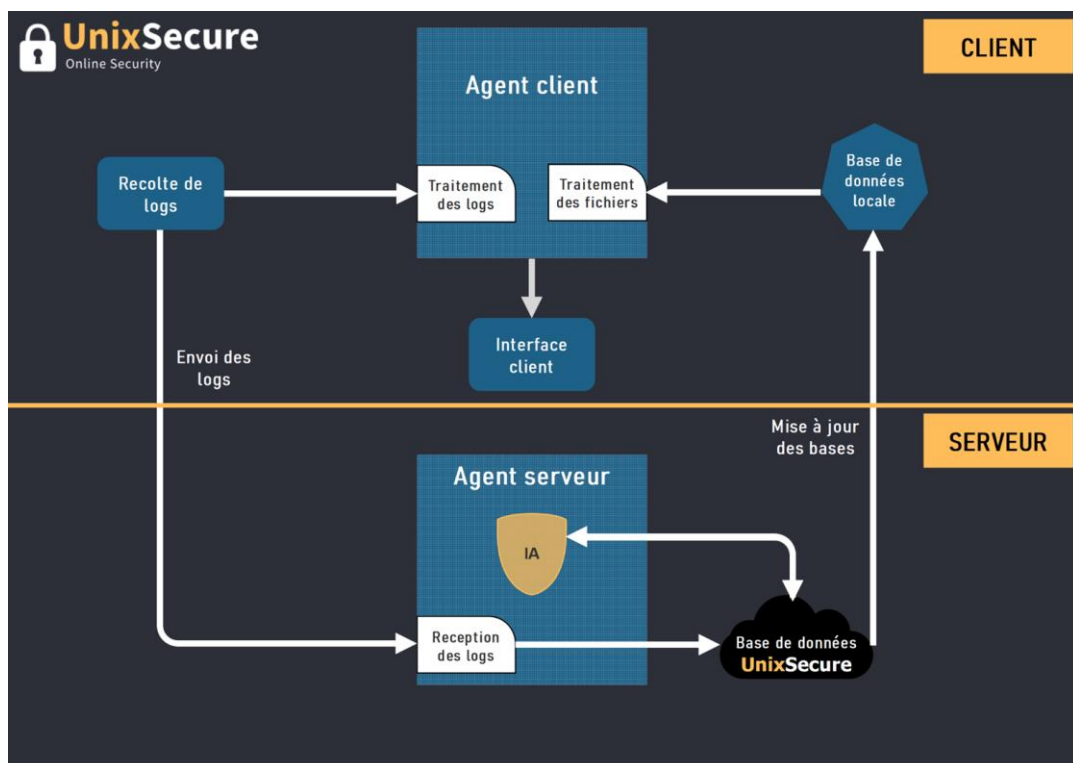 UnixSecure
Online Security
CLIENT
Agent client
Recolte de
logs
Traitement
des logs
Traitement
des fichiers
Base de
données
locale
Interface
client
Envoi des
logs
Mise à jour
des bases
SERVEUR
Agent serveur
IA
Reception
des logs
Base de données
UnixSecure